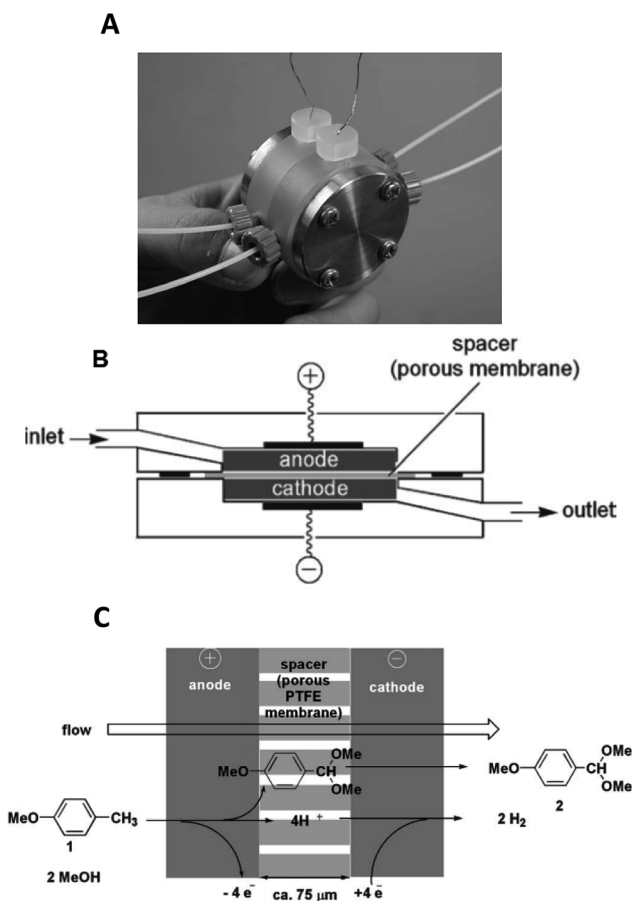 A
B
spacer
(porous membrane)
+
inlet
anode
cathode
outlet
−
C
+
anode
spacer
(porous
PTFE
membrane)
−
cathode
flow
MeO
CH
OMe
OMe
MeO
CH
OMe
OMe
2
MeO
CH3
1
4H +
2 H2
2 MeOH
- 4 e-
ca. 75 μm
+4 e-